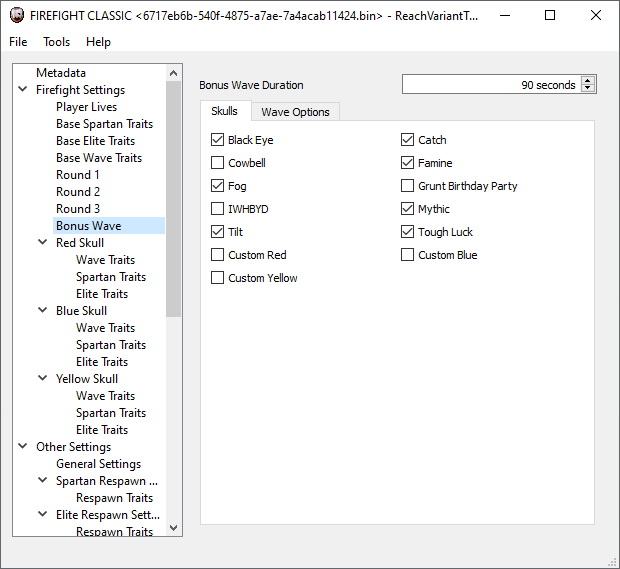 FIREFIGHT CLASSIC <6717eb6b-540f-4875-a7ae-7a4acab11424.bin> - ReachVariantT...
File Tools Help
Metadata
Firefight Settings
Player Lives
Base Spartan Traits
Base Elite Traits
Base Wave Traits
Round 1
Round 2
Round 3
Bonus Wave
Red Skull
Wave Traits
Spartan Traits
Elite Traits
Blue Skull
Wave Traits
Spartan Traits
Elite Traits
Yellow Skull
Wave Traits
Spartan Traits
Elite Traits
Other Settings
General Settings
Spartan Respawn ...
Respawn Traits
Elite Respawn Sett...
Respawn Traits
Bonus Wave Duration 90 seconds
Skulls Wave Options
Black Eye Catch
Cowbell Famine
Fog Grunt Birthday Party
IWHBYD Mythic
Tilt Tough Luck
Custom Red Custom Blue
Custom Yellow